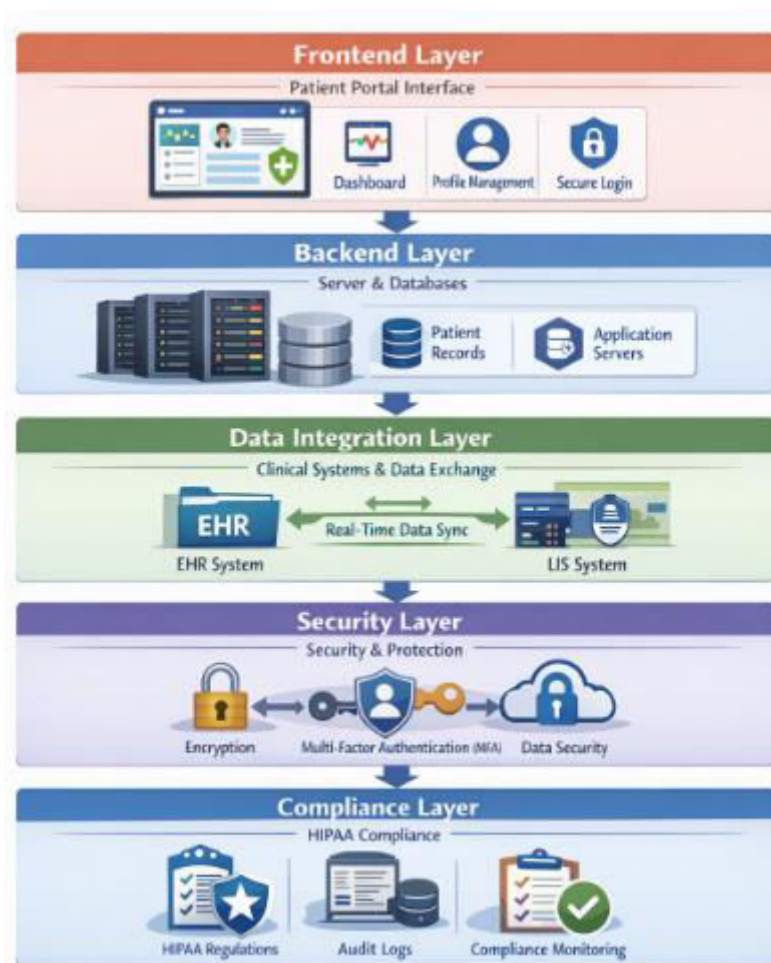 Frontend Layer
Patient Portal Interface
Dashboard
Profile Management
Secure Login
Backend Layer
Server & Databases
Patient
Records
Application
Servers
Data Integration Layer
Clinical Systems & Data Exchange
EHR
Real-Time Data Sync
EHR System
LIS System
Security Layer
Security & Protection
Encryption
Multi-Factor Authentication (MFA)
Data Security
Compliance Layer
HIPAA Compliance
HIPAA Regulations
Audit Logs
Compliance Monitoring